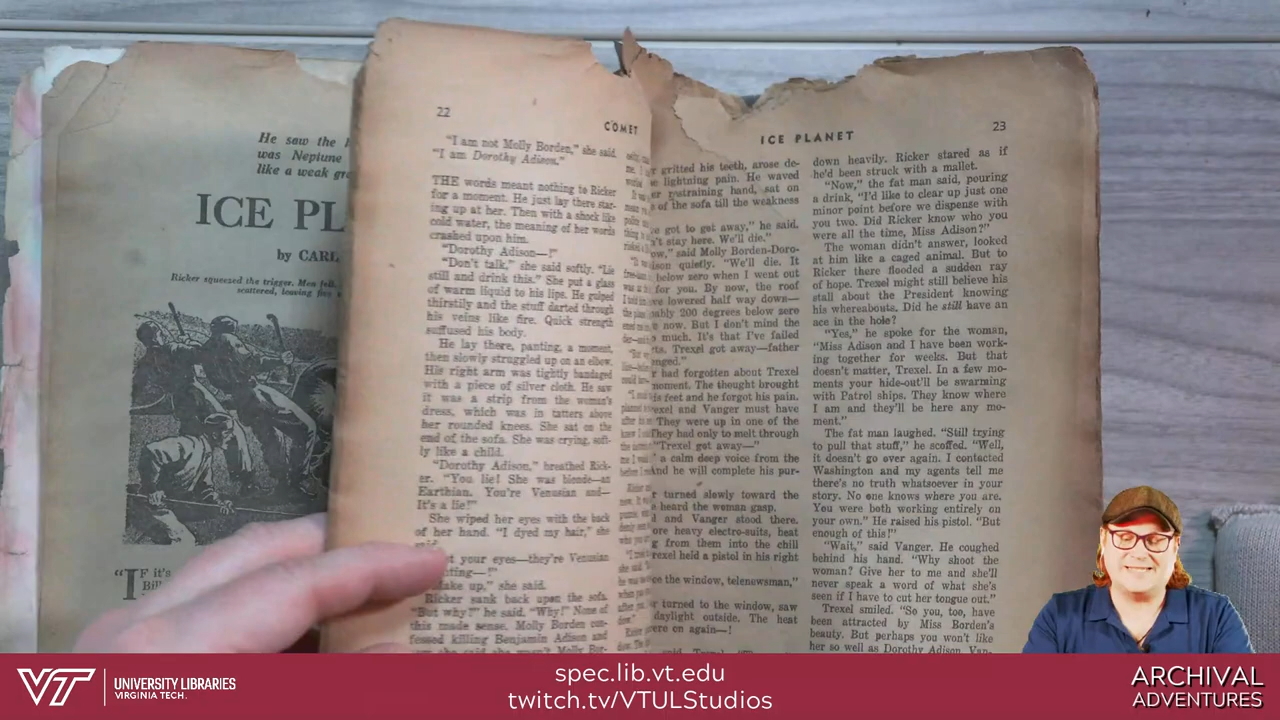 He saw the
was Neptune
like a weak
ICE PL
by CARL
Ricker squeezed the trigger. Men
scattered, leaving
"IF it's
Bill
22
COMET
"I am not Molly Borden," she said.
"I am Dorothy Adison."
THE words meant nothing to Ricker
for a moment. He just lay there star-
ing up at her. Then with a shock like
cold water, the meaning of her words
crashed upon him.
"Dorothy Adison—!"
"Don't talk," she said softly. "Lie
still and drink this." She put a glass
of warm liquid to his lips. He gulped
thirstily and the stuff darted through
his veins like fire. Quick strength
suffused his body.
He lay there, panting, a moment,
then slowly struggled up on an elbow.
His right arm was tightly bandaged
with a piece of silver cloth. He saw
it was a strip from the woman's
dress, which was in tatters above
her rounded knees. She sat on the
end of the sofa. She was crying, soft-
ly like a child.
"Dorothy Adison," breathed Rick-
er. "You lie! She was blonde—an
Earthian. You're Venusian and—
It's a lie!"
She wiped her eyes with the back
of her hand. "I dyed my hair,"
your eyes—they're Venusian
she said.
Ricker sank back upon the sofa.
"But why?" he said. "Why! None of
this made sense. Molly Borden con-
fessed killing Benjamin Adison and
ICE PLANET
23
gritted his teeth, arose de-
lightning pain. He waved
restraining hand, sat on
of the sofa till the weakness
got to get away," he said.
stay here. We'll die."
said Molly Borden-Doro-
quietly. "We'll die. It
below zero when I went out
for you. By now, the roof
lowered half way down—
200 degrees below zero
now. But I don't mind the
much. It's that I've failed
Trexel got away—father
had forgotten about Trexel
moment. The thought brought
feet and he forgot his pain.
and Vanger must have
They were up in one of the
They had only to melt through
"Trexel got away—"
a calm deep voice from the
And he will complete his pur-
turned slowly toward the
heard the woman gasp.
and Vanger stood there.
heavy electro-suits, heat
from them into the chill
held a pistol in his right
the window, telenewsman,"
turned to the window, saw
daylight outside. The heat
on again—!
down heavily. Ricker stared as if
he'd been struck with a mallet.
"Now," the fat man said, pouring
a drink, "I'd like to clear up just one
minor point before we dispense with
you two. Did Ricker know who you
were all the time, Miss Adison?"
The woman didn't answer, looked
at him like a caged animal. But to
Ricker there flooded a sudden ray
of hope. Trexel might still believe his
stall about the President knowing
his whereabouts. Did he still have an
ace in the hole?
"Yes," he spoke for the woman,
"Miss Adison and I have been work-
ing together for weeks. But that
doesn't matter, Trexel. In a few mo-
ments your hide-out'll be swarming
with Patrol ships. They know where
I am and they'll be here any mo-
ment."
The fat man laughed. "Still trying
to pull that stuff," he scoffed. "Well,
it doesn't go over again. I contacted
Washington and my agents tell me
there's no truth whatsoever in your
story. No one knows where you are.
You were both working entirely on
your own." He raised his pistol. "But
enough of this!"
"Wait," said Vanger. He coughed
behind his hand. "Why shoot the
woman? Give her to me and she'll
never speak a word of what she's
seen if I have to cut her tongue out."
Trexel smiled. "So you, too, have
been attracted by Miss Borden's
beauty. But perhaps you won't like
her so well as Dorothy Adison, Van-
VT
UNIVERSITY LIBRARIES
VIRGINIA TECH.
spec.lib.vt.edu
twitch.tv/VTULStudios
ARCHIVAL
ADVENTURES